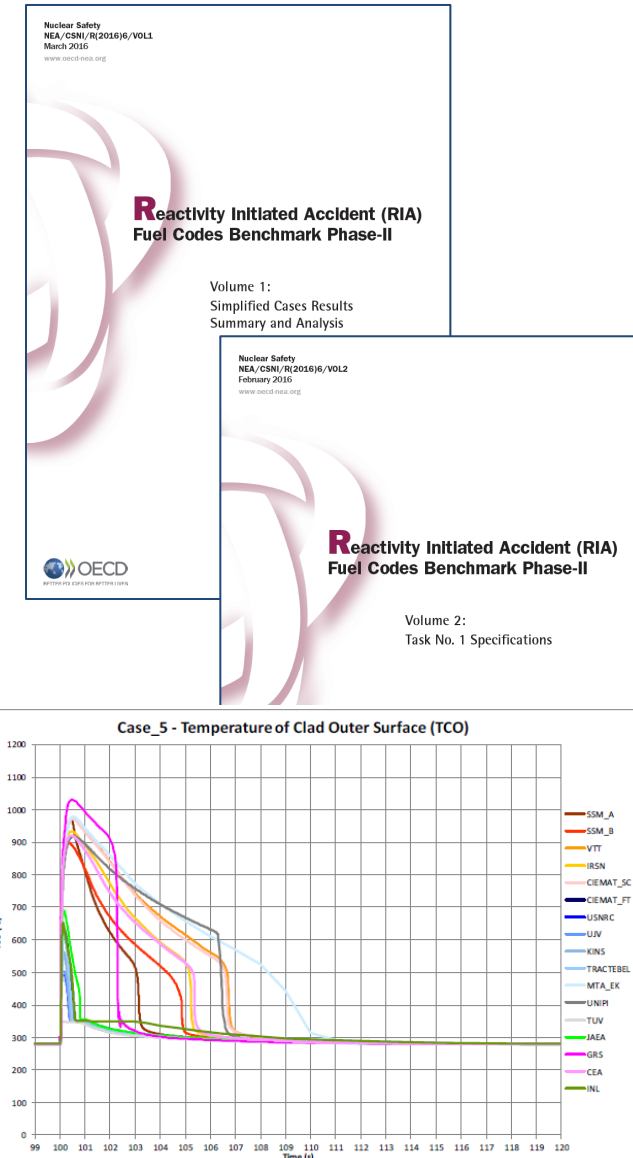 Nuclear Safety
NEA/CSNI/R(2016)6/VOL1
March 2016
www.oecd-nea.org
Reactivity Initiated Accident (RIA)
Fuel Codes Benchmark Phase-II
Volume 1:
Simplified Cases Results
Summary and Analysis
OECD
BETTER POLICIES FOR BETTER LIVES
Nuclear Safety
NEA/CSNI/R(2016)6/VOL2
February 2016
www.oecd-nea.org
Reactivity Initiated Accident (RIA)
Fuel Codes Benchmark Phase-II
Volume 2:
Task No. 1 Specifications
Case_5 - Temperature of Clad Outer Surface (TCO)
1200
1100
1000
900
800
700
600
500
400
300
200
100
0
99 100 101 102 103 104 105 106 107 108 109 110 111 112 113 114 115 116 117 118 119 120
Time (s)
SSM_A
SSM_B
VTT
IRSN
CIEMAT_SC
CIEMAT_FT
USNRC
UJV
KINS
TRACTEBEL
MTA_EK
UNIPI
TUV
JAEA
GRS
CEA
INL